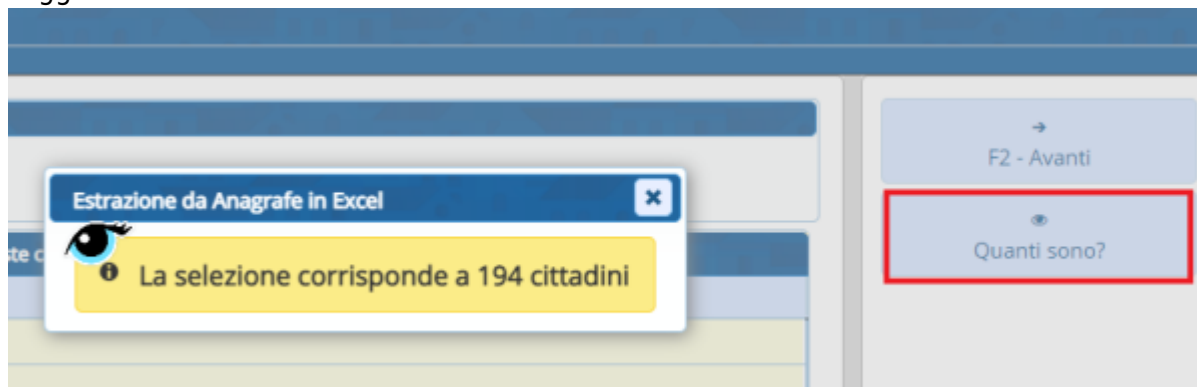 F2 - Avanti
Estrazione da Anagrafe in Excel
Quanti sono?
La selezione corrisponde a 194 cittadini